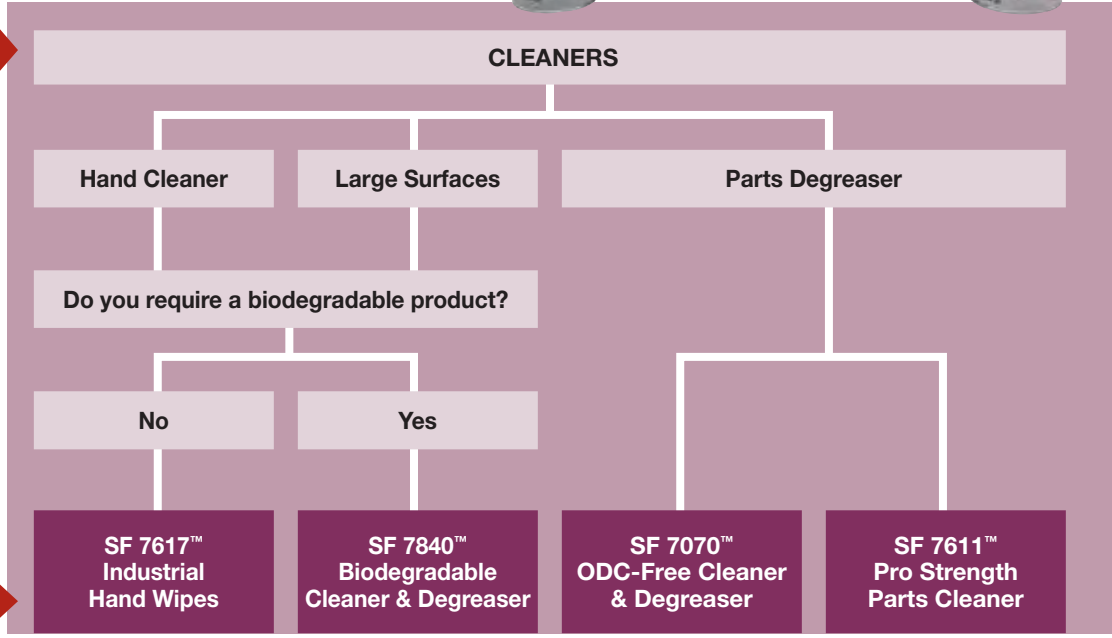 CLEANERS
Hand Cleaner
Large Surfaces
Parts Degreaser
Do you require a biodegradable product?
No
Yes
SF 7617™
Industrial
Hand Wipes
SF 7840™
Biodegradable
Cleaner & Degreaser
SF 7070™
ODC-Free Cleaner
& Degreaser
SF 7611™
Pro Strength
Parts Cleaner